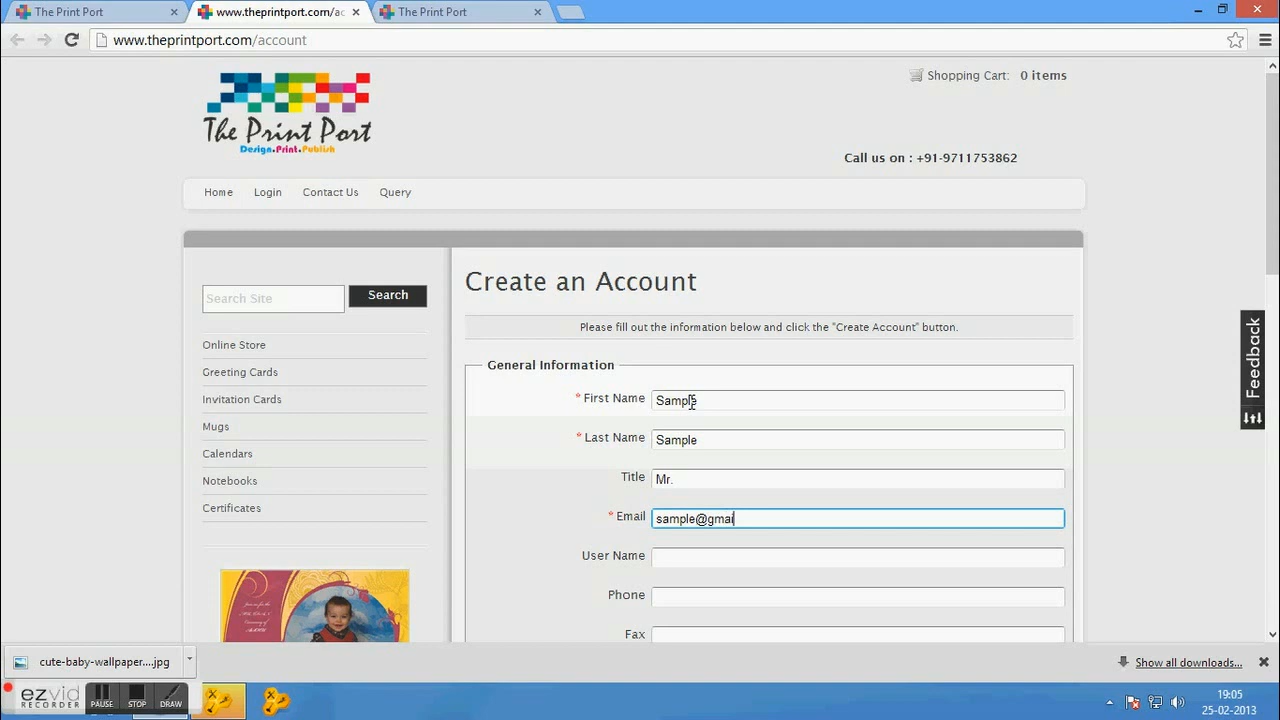 The Print Port
www.theprintport.com/ac
The Print Port
www.theprintport.com/account
The Print Port
Design.Print.Publish
Shopping Cart: 0 items
Call us on : +91-9711753862
Home Login Contact Us Query
Search Site
Search
Online Store
Greeting Cards
Invitation Cards
Mugs
Calendars
Notebooks
Certificates
Create an Account
Please fill out the information below and click the "Create Account" button.
General Information
* First Name Sample
* Last Name Sample
Title Mr.
* Email sample@gmai
User Name
Phone
Fax
Feedback
cute-baby-wallpaper....jpg
Show all downloads...
ezvid
RECORDER
PAUSE
STOP
DRAW
19:05
25-02-2013